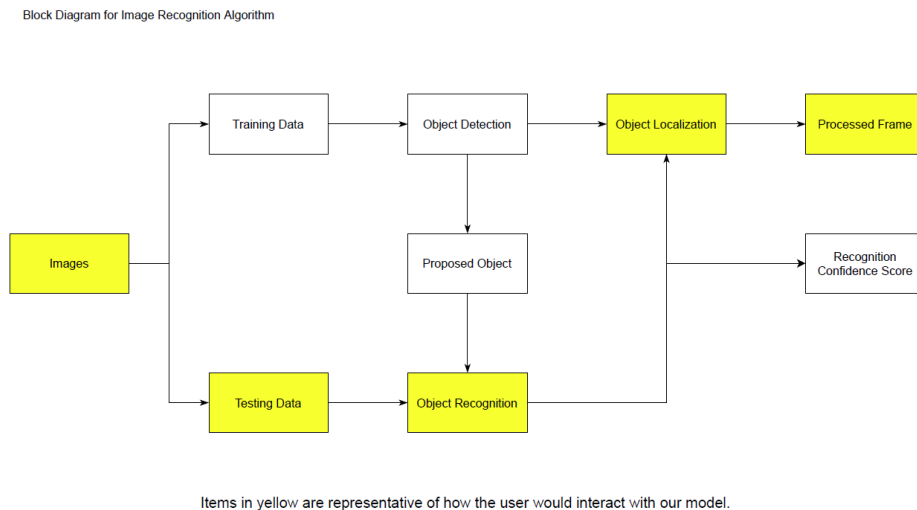 Block Diagram for Image Recognition Algorithm
Training Data
Object Detection
Object Localization
Processed Frame
Images
Proposed Object
Recognition
Confidence Score
Testing Data
Object Recognition
Items in yellow are representative of how the user would interact with our model.